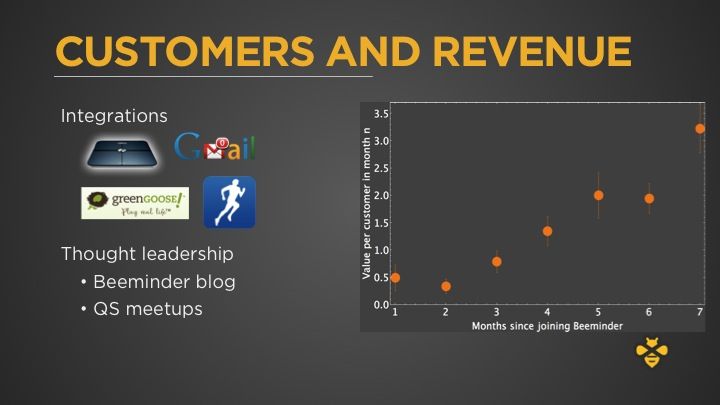 CUSTOMERS AND REVENUE
Integrations
Gmail
0
greenGOOSE!™
Play real life™
Thought leadership
• Beeminder blog
• QS meetups
Value per customer in month n
3.5
3.0
2.5
2.0
1.5
1.0
0.5
0.0
1 2 3 4 5 6 7
Months since joining Beeminder